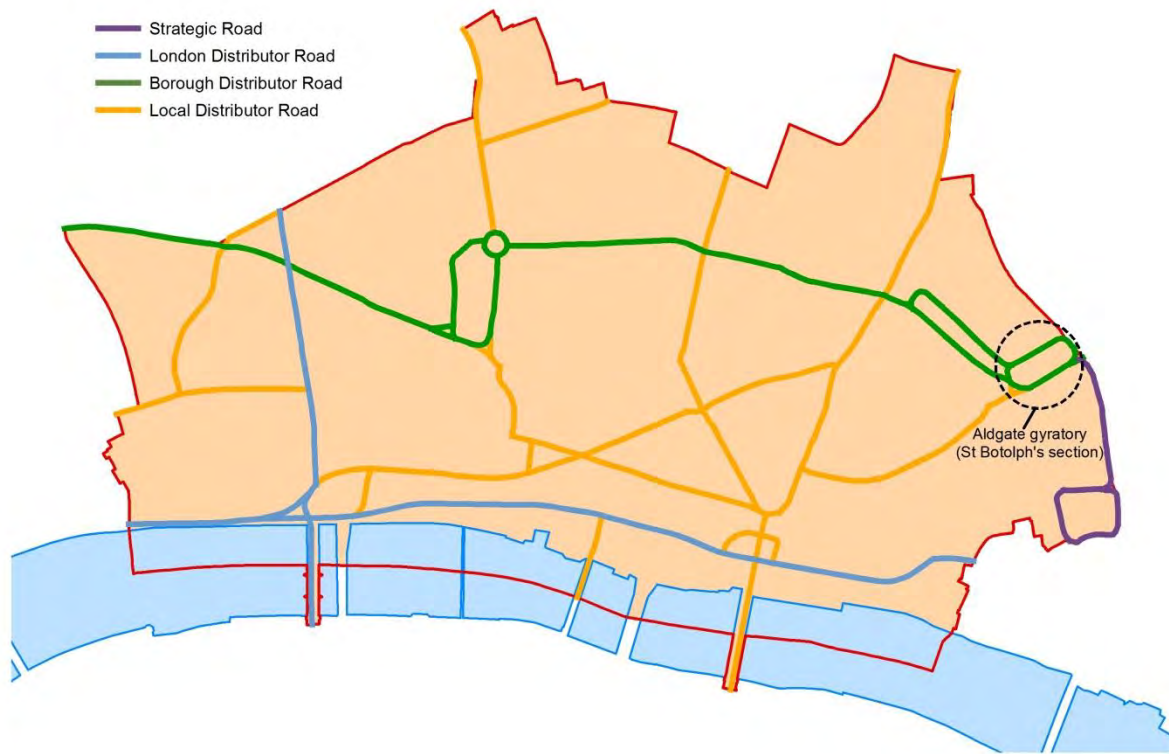 Strategic Road
London Distributor Road
Borough Distributor Road
Local Distributor Road
Aldgate gyratory
(St Botolph's section)